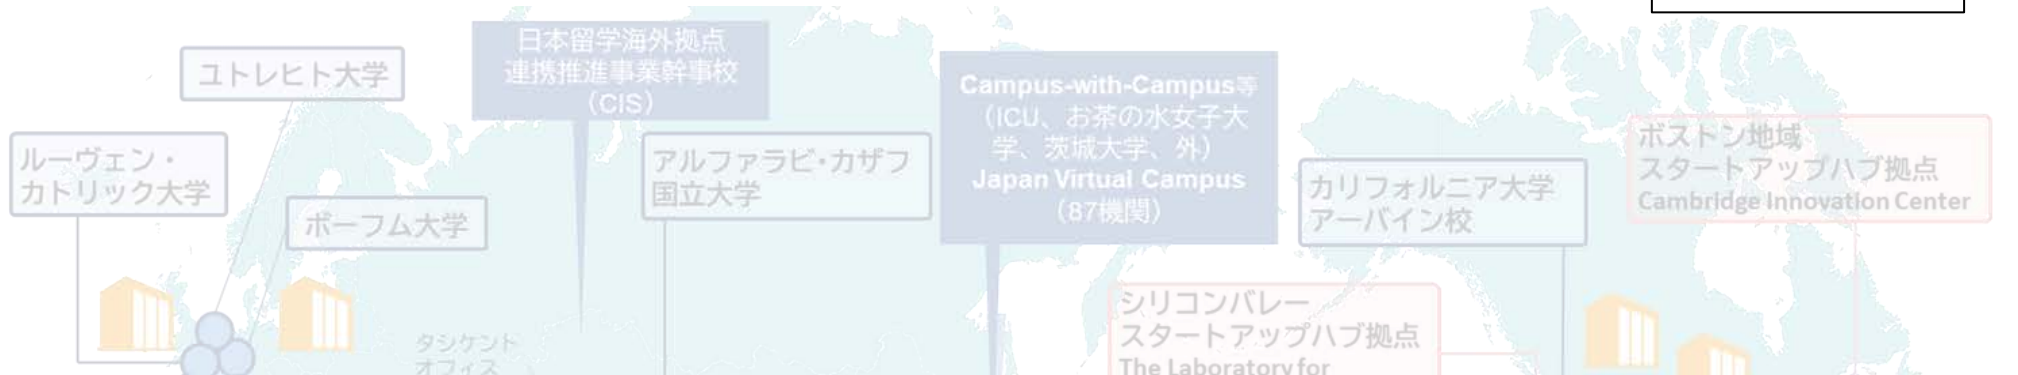 ユトレヒト大学
ルーヴェン・
カトリック大学
ボーフム大学
日本留学海外拠点
連携推進事業幹事校
（CIS）
アルファラビ・カザフ
国立大学
タシケント
オフィス
Campus-with-Campus等
（ICU、お茶の水女子大
学、茨城大学、外）
Japan Virtual Campus
（87機関）
カリフォルニア大学
アーバイン校
ボストン地域
スタートアップハブ拠点
Cambridge Innovation Center
シリコンバレー
スタートアップハブ拠点
The Laboratory for